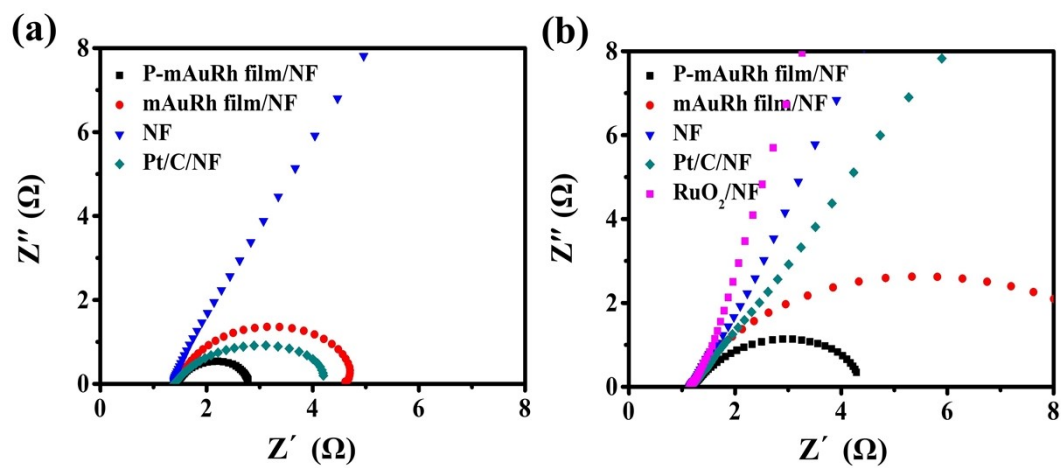 (a)
8
6
4
2
0
Z″ (Ω)
P-mAuRh film/NF
mAuRh film/NF
NF
Pt/C/NF
0 2 4 6 8
Z′ (Ω)
(b)
8
6
4
2
0
Z″ (Ω)
P-mAuRh film/NF
mAuRh film/NF
NF
Pt/C/NF
RuO₂/NF
0 2 4 6 8
Z′ (Ω)